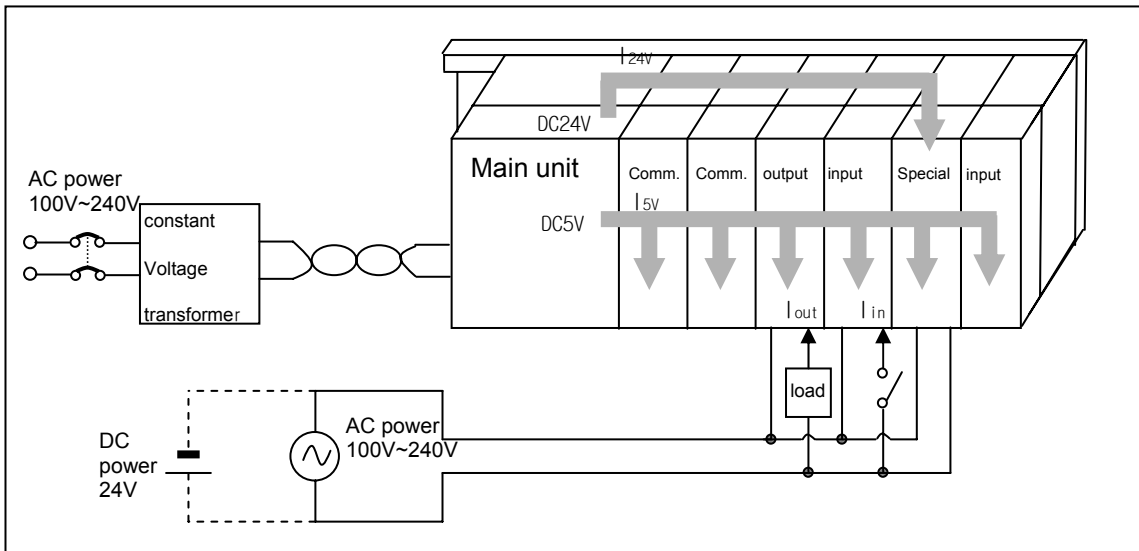 I24V
DC24V
Main unit
Comm.
Comm.
output
input
Special
input
AC power
100V~240V
constant
Voltage
transformer
I5V
DC5V
Iout
Iin
load
AC power
100V~240V
DC
power
24V